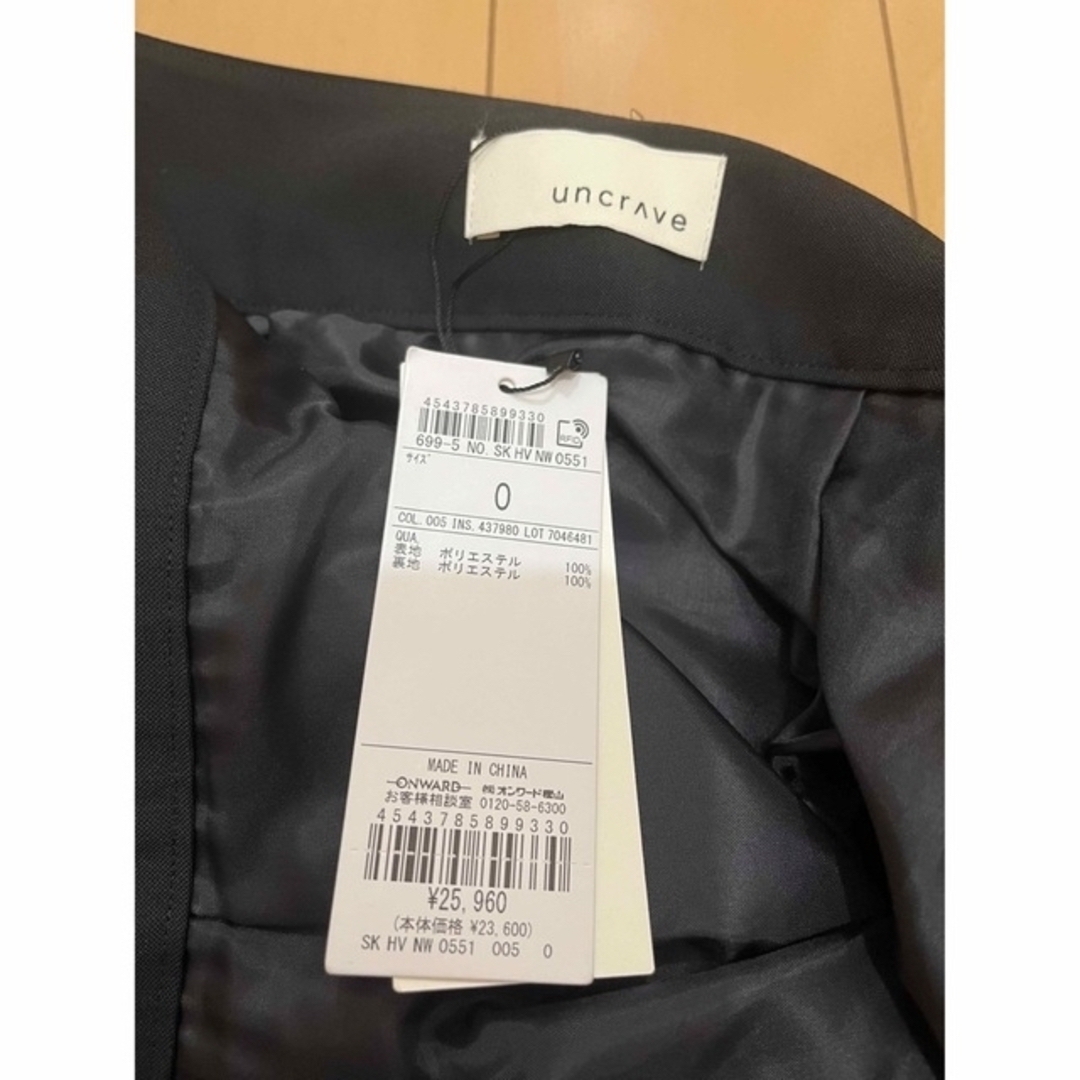 uncrʌve
4543785899330
RFID
699-5 NO. SK HV NW 0551
サイズ
0
COL. 005 INS. 437980 LOT 7046481
QUA.
表地 ポリエステル 100%
裏地 ポリエステル 100%
MADE IN CHINA
ONWARD ㈱オンワード樫山
お客様相談室 0120-58-6300
4543785899330
¥25,960
(本体価格 ¥23,600)
SK HV NW 0551 005 0